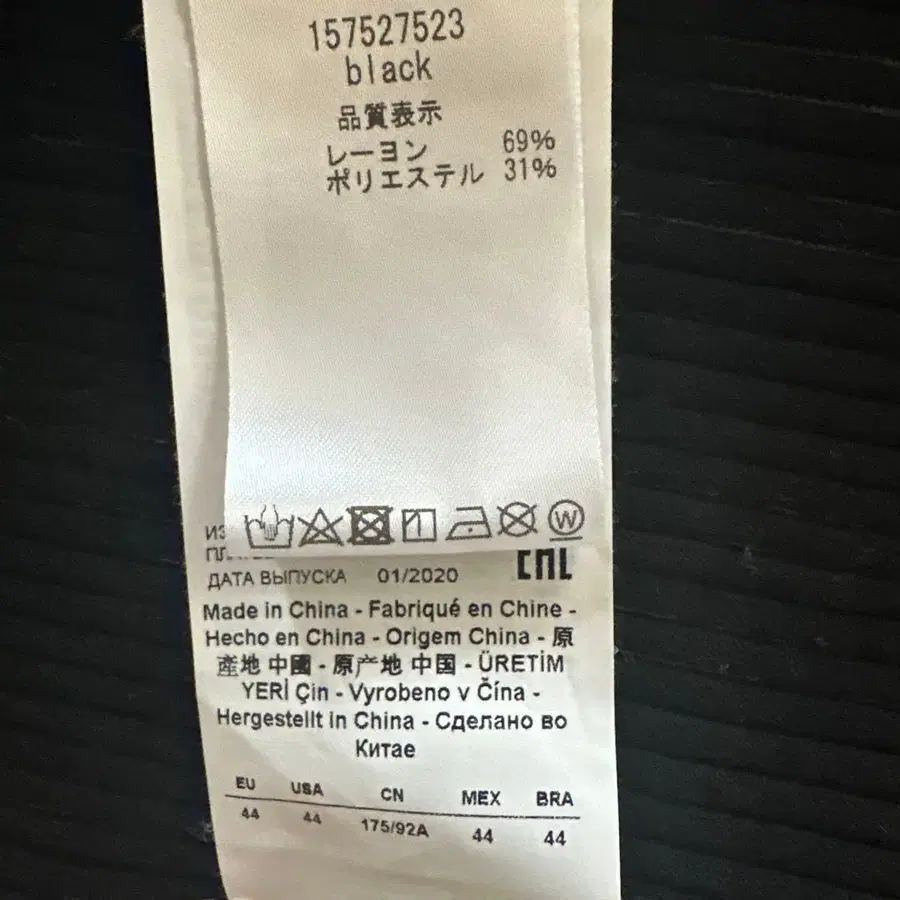 157527523
black
品質表示
レーヨン 69%
ポリエステル 31%
W
ДАТА ВЫПУСКА 01/2020
Made in China - Fabriqué en Chine -
Hecho en China - Origem China - 原
產地 中國 - 原产地 中国 - ÜRETİM
YERİ Çin - Vyrobeno v Čína -
Hergestellt in China - Сделано во
Китае
EU USA CN MEX BRA
44 44 175/92A 44 44